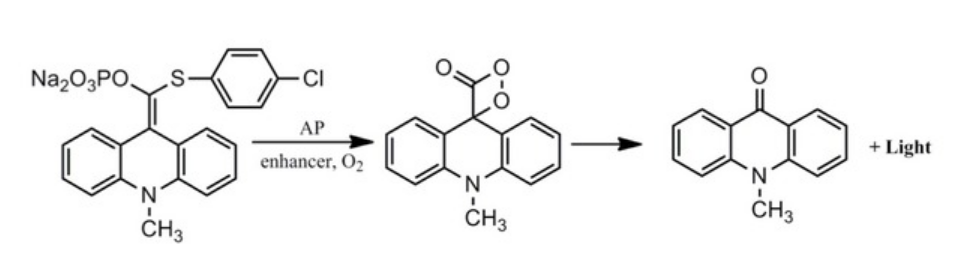 Na₂O₃PO S Cl
N
CH₃
AP
enhancer, O₂
O O
O
N
CH₃
O
N
CH₃
+ Light